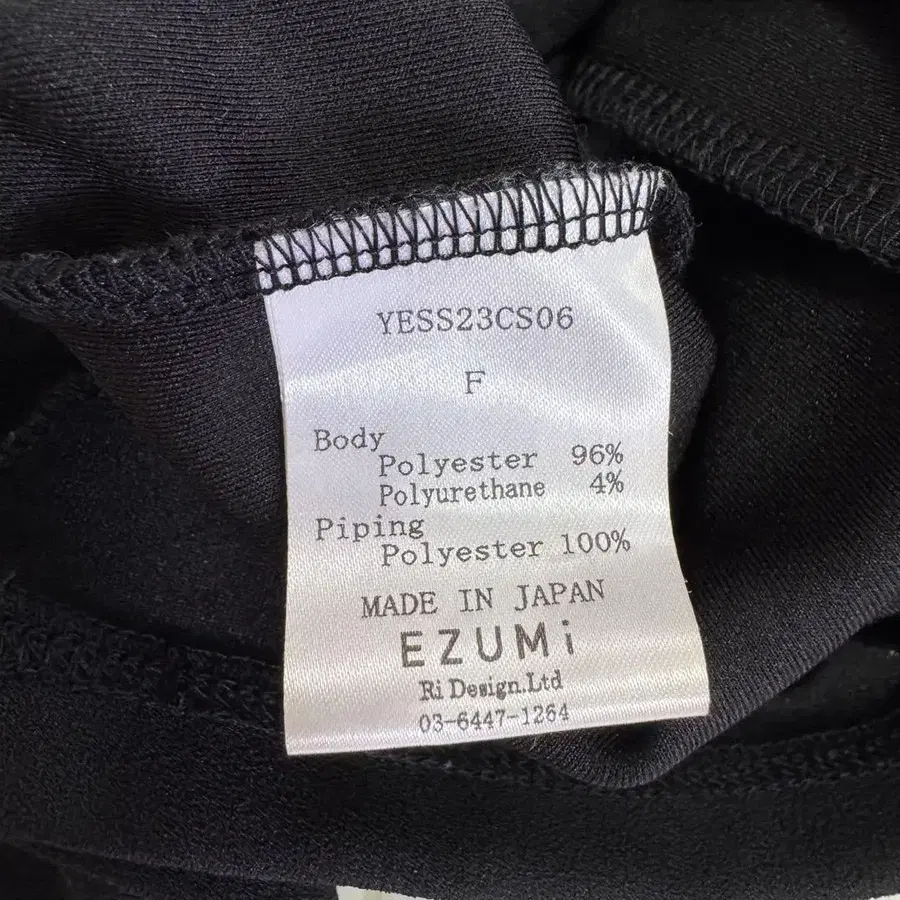 YESS23CS06
F
Body
Polyester 96%
Polyurethane 4%
Piping
Polyester 100%
MADE IN JAPAN
EZUMi
Ri Design.Ltd
03-6447-1264